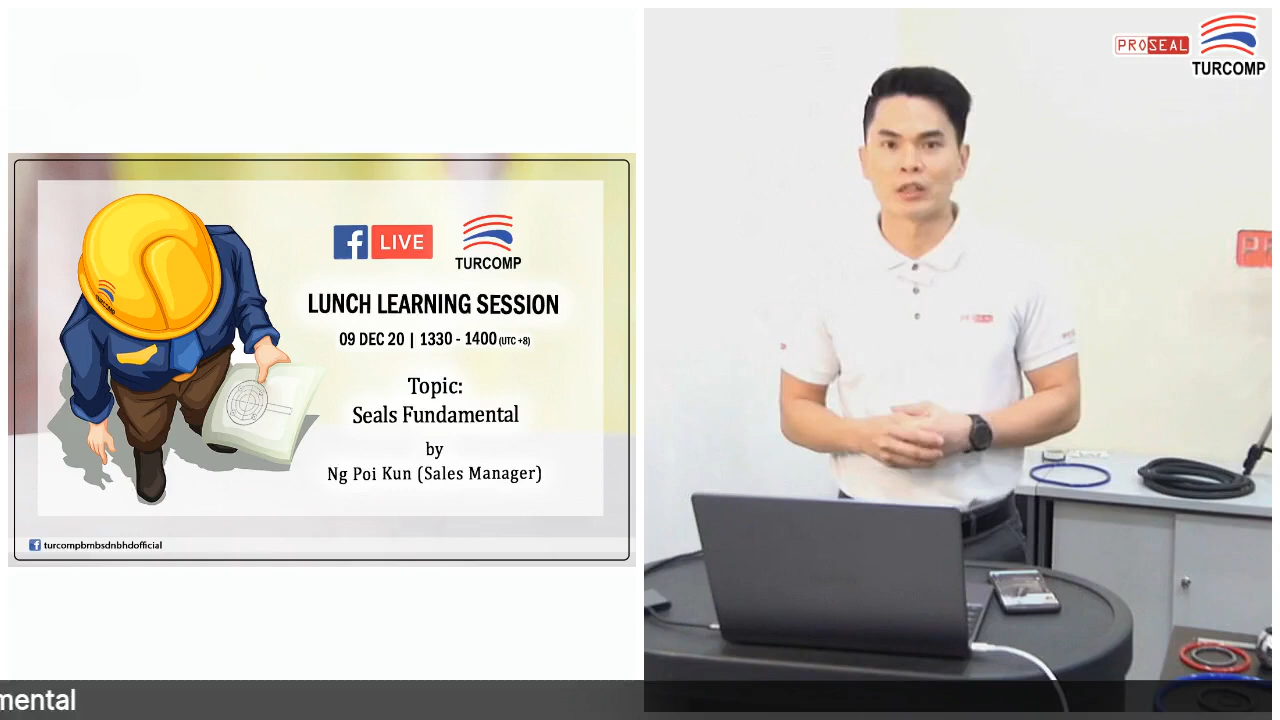 LIVE
TURCOMP
LUNCH LEARNING SESSION
09 DEC 20 | 1330 - 1400 (UTC +8)
Topic:
Seals Fundamental
by
Ng Poi Kun (Sales Manager)
turcompbmbsdnbhdofficial
PROSEAL
TURCOMP
PROSEAL
mental